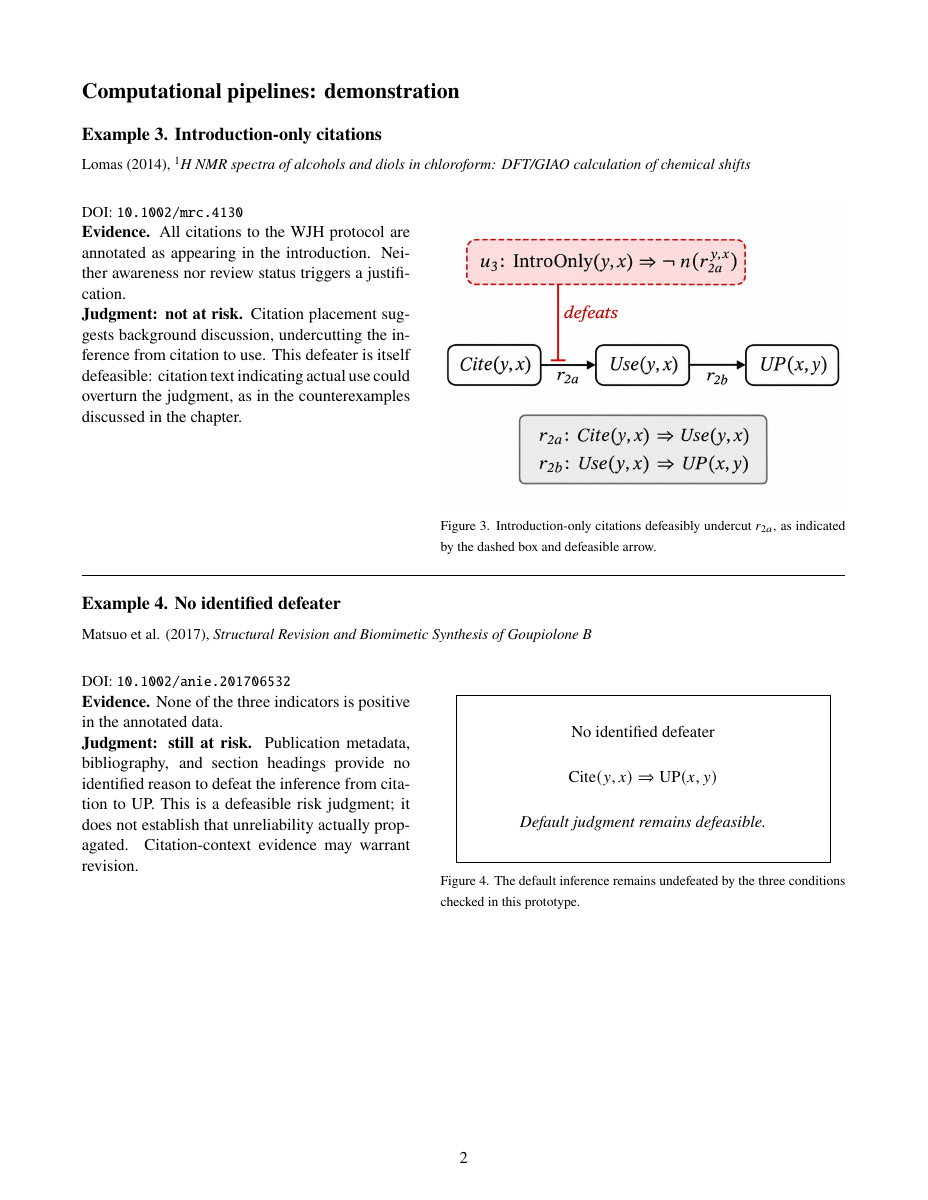 Computational pipelines: demonstration
Example 3. Introduction-only citations
Lomas (2014), ¹H NMR spectra of alcohols and diols in chloroform: DFT/GIAO calculation of chemical shifts
DOI: 10.1002/mrc.4130
Evidence. All citations to the WJH protocol are
annotated as appearing in the introduction. Nei-
ther awareness nor review status triggers a justifi-
cation.
Judgment: not at risk. Citation placement sug-
gests background discussion, undercutting the in-
ference from citation to use. This defeater is itself
defeasible: citation text indicating actual use could
overturn the judgment, as in the counterexamples
discussed in the chapter.
u₃: IntroOnly(y, x) ⇒ ¬ n(r₂ₐ^{y,x})
defeats
Cite(y, x)
r₂ₐ
Use(y, x)
r_{2b}
UP(x, y)
r₂ₐ: Cite(y, x) ⇒ Use(y, x)
r_{2b}: Use(y, x) ⇒ UP(x, y)
Figure 3. Introduction-only citations defeasibly undercut r₂ₐ, as indicated
by the dashed box and defeasible arrow.
Example 4. No identified defeater
Matsuo et al. (2017), Structural Revision and Biomimetic Synthesis of Goupiolone B
DOI: 10.1002/anie.201706532
Evidence. None of the three indicators is positive
in the annotated data.
Judgment: still at risk. Publication metadata,
bibliography, and section headings provide no
identified reason to defeat the inference from cita-
tion to UP. This is a defeasible risk judgment; it
does not establish that unreliability actually prop-
agated. Citation-context evidence may warrant
revision.
No identified defeater
Cite(y, x) ⇒ UP(x, y)
Default judgment remains defeasible.
Figure 4. The default inference remains undefeated by the three conditions
checked in this prototype.
2